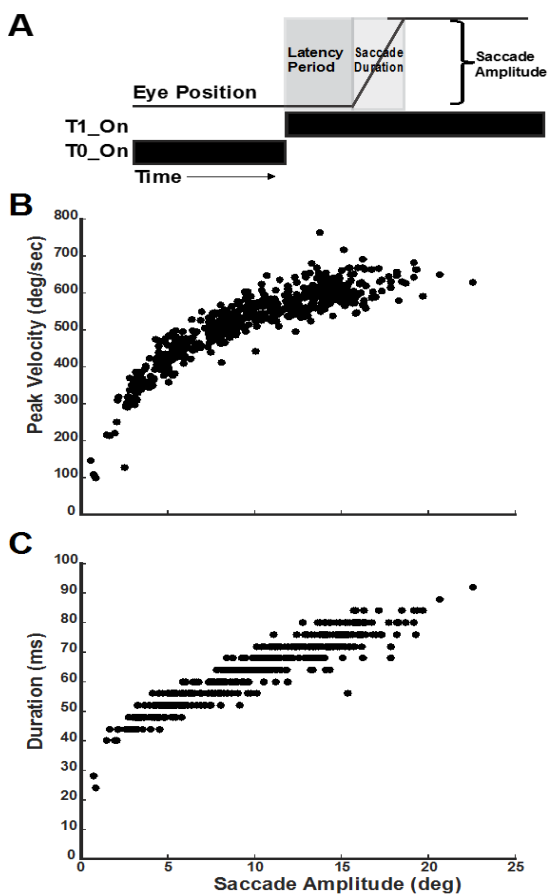 A
Latency
Period
Saccade
Duration
Saccade
Amplitude
Eye Position
T1_On
T0_On
Time
B
800
700
600
500
400
300
200
100
0
Peak Velocity (deg/sec)
C
100
90
80
70
60
50
40
30
20
10
0
Duration (ms)
0
5
10
15
20
25
Saccade Amplitude (deg)